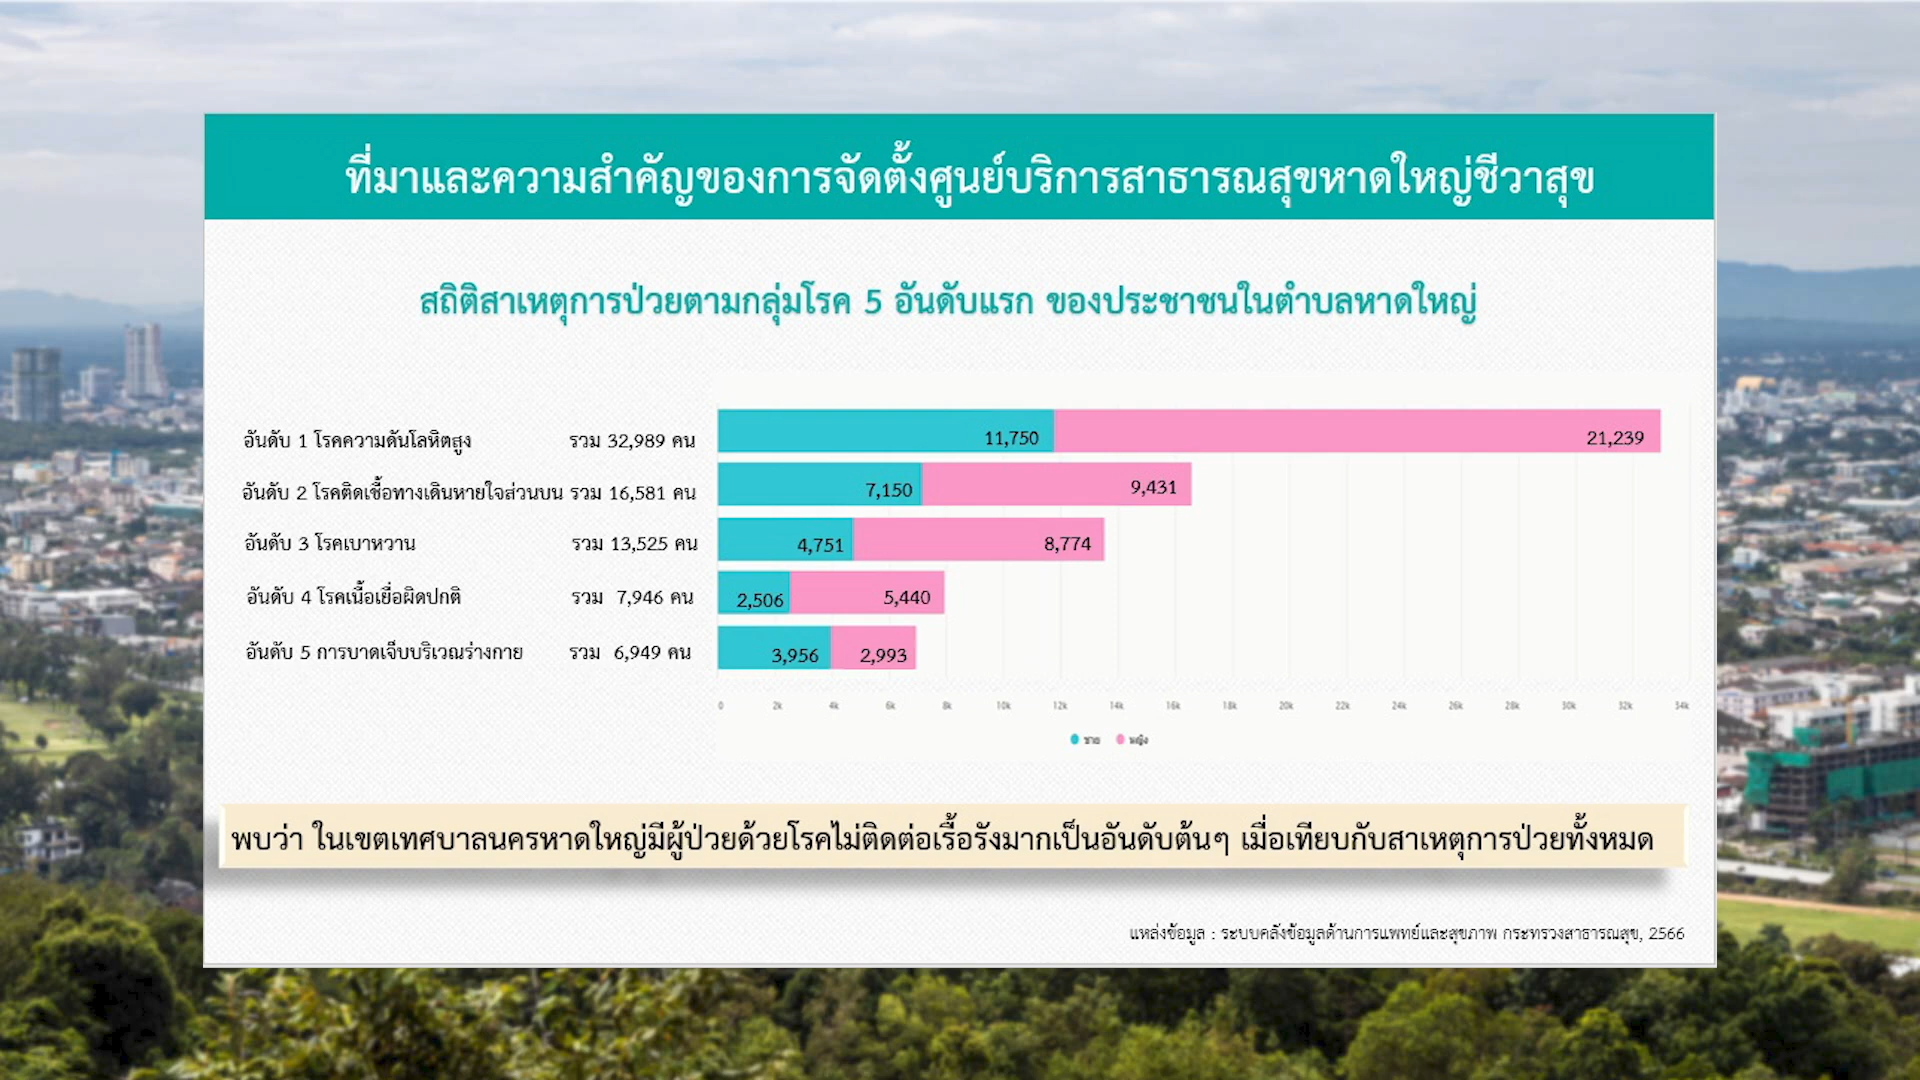 ที่มาและความสำคัญของการจัดตั้งศูนย์บริการสาธารณสุขหาดใหญ่ชีวาสุข
สถิติสาเหตุการป่วยตามกลุ่มโรค 5 อันดับแรก ของประชาชนในตำบลหาดใหญ่
อันดับ 1 โรคความดันโลหิตสูง รวม 32,989 คน 11,750 21,239
อันดับ 2 โรคติดเชื้อทางเดินหายใจส่วนบน รวม 16,581 คน 7,150 9,431
อันดับ 3 โรคเบาหวาน รวม 13,525 คน 4,751 8,774
อันดับ 4 โรคเนื้อเยื่อผิดปกติ รวม 7,946 คน 2,506 5,440
อันดับ 5 การบาดเจ็บบริเวณร่างกาย รวม 6,949 คน 3,956 2,993
0 2k 4k 6k 8k 10k 12k 14k 16k 18k 20k 22k 24k 26k 28k 30k 32k 34k
ชาย หญิง
พบว่า ในเขตเทศบาลนครหาดใหญ่มีผู้ป่วยด้วยโรคไม่ติดต่อเรื้อรังมากเป็นอันดับต้นๆ เมื่อเทียบกับสาเหตุการป่วยทั้งหมด
แหล่งข้อมูล : ระบบคลังข้อมูลด้านการแพทย์และสุขภาพ กระทรวงสาธารณสุข, 2566